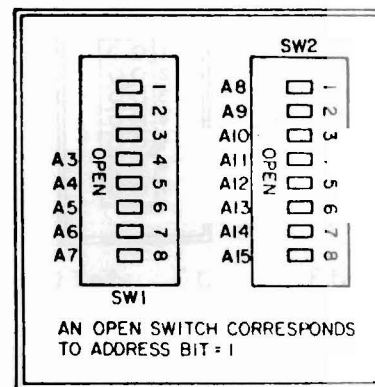 SW2
1
2
3
A3 4
A4 5
A5 6
A6 7
A7 8
OPEN
SW1
A8 1
A9 2
A10 3
A11
A12 5
A13 6
A14 7
A15 8
OPEN
AN OPEN SWITCH CORRESPONDS
TO ADDRESS BIT = 1